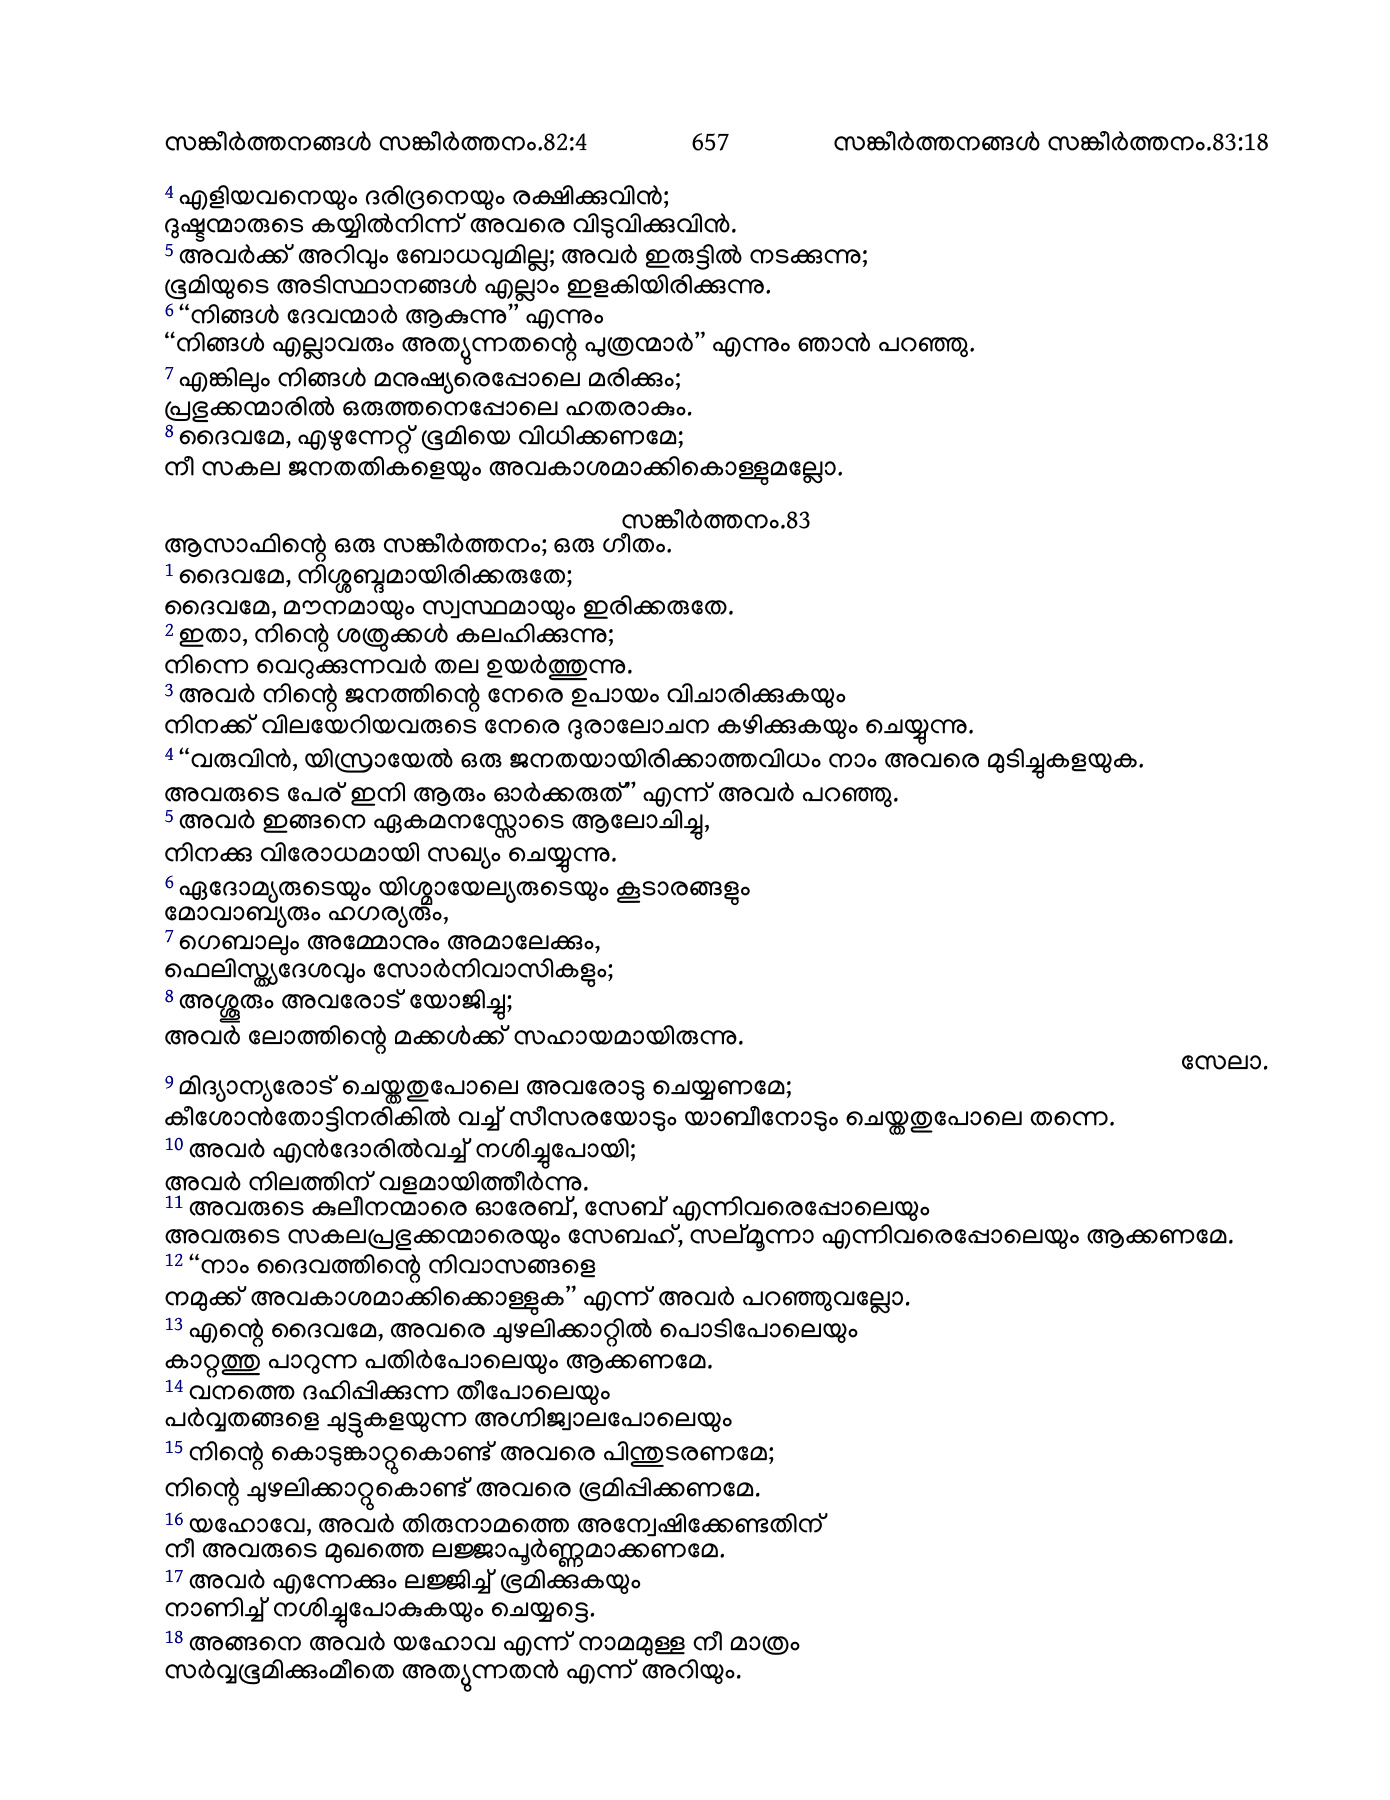 സങ്കീർത്തനങ്ങൾ സങ്കീർത്തനം.82:4 657 സങ്കീർത്തനങ്ങൾ സങ്കീർത്തനം.83:18
4 എളിയവനെയും ദരിദ്രനെയും രക്ഷിക്കുവിൻ;
ദുഷ്ടന്മാരുടെ കയ്യിൽനിന്ന് അവരെ വിടുവിക്കുവിൻ.
5 അവർക്ക് അറിവും ബോധവുമില്ല; അവർ ഇരുട്ടിൽ നടക്കുന്നു;
ഭൂമിയുടെ അടിസ്ഥാനങ്ങൾ എല്ലാം ഇളകിയിരിക്കുന്നു.
6 “നിങ്ങൾ ദേവന്മാർ ആകുന്നു” എന്നും
“നിങ്ങൾ എല്ലാവരും അത്യുന്നതന്റെ പുത്രന്മാർ” എന്നും ഞാൻ പറഞ്ഞു.
7 എങ്കിലും നിങ്ങൾ മനുഷ്യരെപ്പോലെ മരിക്കും;
പ്രഭുക്കന്മാരിൽ ഒരുത്തനെപ്പോലെ ഹതരാകും.
8 ദൈവമേ, എഴുന്നേറ്റ് ഭൂമിയെ വിധിക്കണമേ;
നീ സകല ജനതതികളെയും അവകാശമാക്കികൊള്ളുമല്ലോ.
സങ്കീർത്തനം.83
ആസാഫിന്റെ ഒരു സങ്കീർത്തനം; ഒരു ഗീതം.
1 ദൈവമേ, നിശ്ശബ്ദമായിരിക്കരുതേ;
ദൈവമേ, മൗനമായും സ്വസ്ഥമായും ഇരിക്കരുതേ.
2 ഇതാ, നിന്റെ ശത്രുക്കൾ കലഹിക്കുന്നു;
നിന്നെ വെറുക്കുന്നവർ തല ഉയർത്തുന്നു.
3 അവർ നിന്റെ ജനത്തിന്റെ നേരെ ഉപായം വിചാരിക്കുകയും
നിനക്ക് വിലയേറിയവരുടെ നേരെ ദുരാലോചന കഴിക്കുകയും ചെയ്യുന്നു.
4 “വരുവിൻ, യിസ്രായേൽ ഒരു ജനതയായിരിക്കാത്തവിധം നാം അവരെ മുടിച്ചുകളയുക.
അവരുടെ പേര് ഇനി ആരും ഓർക്കരുത്” എന്ന് അവർ പറഞ്ഞു.
5 അവർ ഇങ്ങനെ ഏകമനസ്സോടെ ആലോചിച്ചു,
നിനക്കു വിരോധമായി സഖ്യം ചെയ്യുന്നു.
6 ഏദോമ്യരുടെയും യിശ്മായേല്യരുടെയും കൂടാരങ്ങളും
മോവാബ്യരും ഹഗര്യരും,
7 ഗെബാലും അമ്മോനും അമാലേക്കും,
ഫെലിസ്ത്യദേശവും സോർനിവാസികളും;
8 അശ്ശൂരും അവരോട് യോജിച്ചു;
അവർ ലോത്തിന്റെ മക്കൾക്ക് സഹായമായിരുന്നു.
സേലാ.
9 മിദ്യാന്യരോട് ചെയ്തതുപോലെ അവരോടു ചെയ്യണമേ;
കീശോൻതോട്ടിനരികിൽ വച്ച് സീസരയോടും യാബീനോടും ചെയ്തതുപോലെ തന്നെ.
10 അവർ എൻദോരിൽവച്ച് നശിച്ചുപോയി;
അവർ നിലത്തിന് വളമായിത്തീർന്നു.
11 അവരുടെ കുലീനന്മാരെ ഓരേബ്, സേബ് എന്നിവരെപ്പോലെയും
അവരുടെ സകലപ്രഭുക്കന്മാരെയും സേബഹ്, സല്മൂന്നാ എന്നിവരെപ്പോലെയും ആക്കണമേ.
12 “നാം ദൈവത്തിന്റെ നിവാസങ്ങളെ
നമുക്ക് അവകാശമാക്കിക്കൊള്ളുക” എന്ന് അവർ പറഞ്ഞുവല്ലോ.
13 എന്റെ ദൈവമേ, അവരെ ചുഴലിക്കാറ്റിൽ പൊടിപോലെയും
കാറ്റത്തു പാറുന്ന പതിർപോലെയും ആക്കണമേ.
14 വനത്തെ ദഹിപ്പിക്കുന്ന തീപോലെയും
പർവ്വതങ്ങളെ ചുട്ടുകളയുന്ന അഗ്നിജ്വാലപോലെയും
15 നിന്റെ കൊടുങ്കാറ്റുകൊണ്ട് അവരെ പിന്തുടരണമേ;
നിന്റെ ചുഴലിക്കാറ്റുകൊണ്ട് അവരെ ഭ്രമിപ്പിക്കണമേ.
16 യഹോവേ, അവർ തിരുനാമത്തെ അന്വേഷിക്കേണ്ടതിന്
നീ അവരുടെ മുഖത്തെ ലജ്ജാപൂർണ്ണമാക്കണമേ.
17 അവർ എന്നേക്കും ലജ്ജിച്ച് ഭ്രമിക്കുകയും
നാണിച്ച് നശിച്ചുപോകുകയും ചെയ്യട്ടെ.
18 അങ്ങനെ അവർ യഹോവ എന്ന് നാമമുള്ള നീ മാത്രം
സർവ്വഭൂമിക്കുംമീതെ അത്യുന്നതൻ എന്ന് അറിയും.